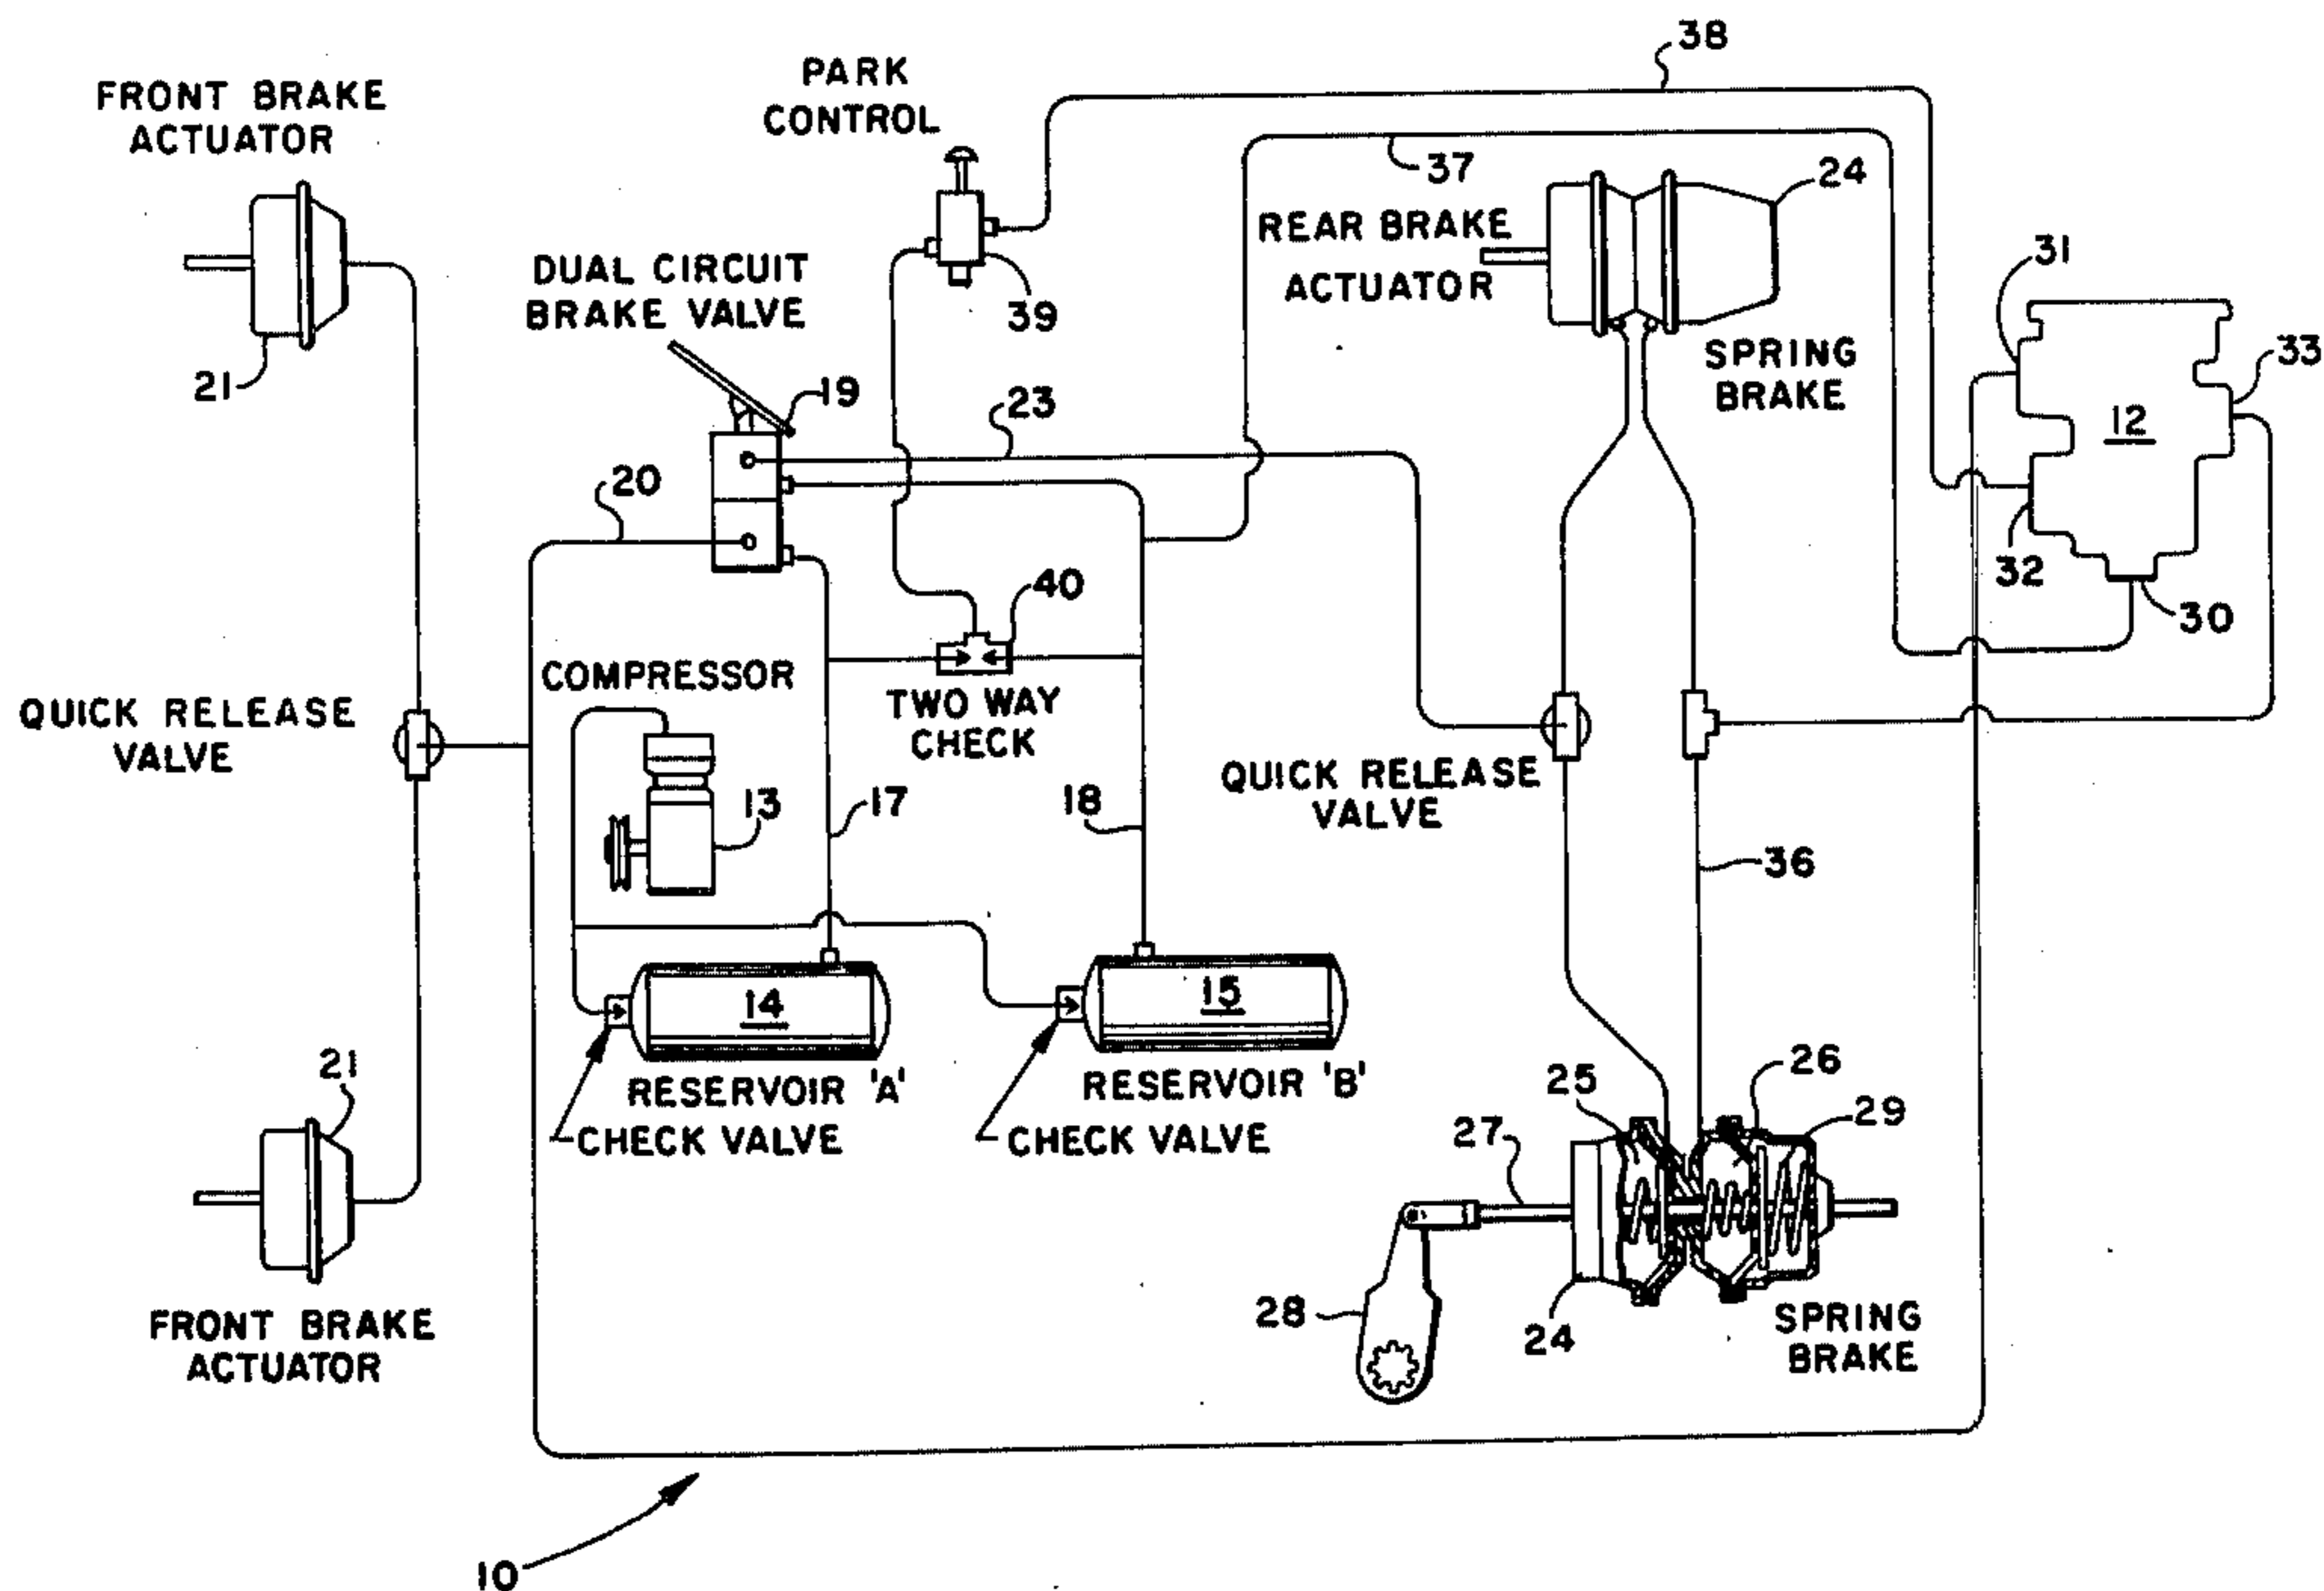 38
PARK
CONTROL
FRONT BRAKE
ACTUATOR
37
24
REAR BRAKE
ACTUATOR
31
DUAL CIRCUIT
BRAKE VALVE
39
SPRING
BRAKE
33
21
19
23
12
20
32
40
30
COMPRESSOR
TWO WAY
CHECK
QUICK RELEASE
VALVE
QUICK RELEASE
VALVE
13
17
18
36
14
15
21
RESERVOIR 'A'
RESERVOIR 'B'
CHECK VALVE
CHECK VALVE
25
26
29
27
28
24
FRONT BRAKE
ACTUATOR
SPRING
BRAKE
10